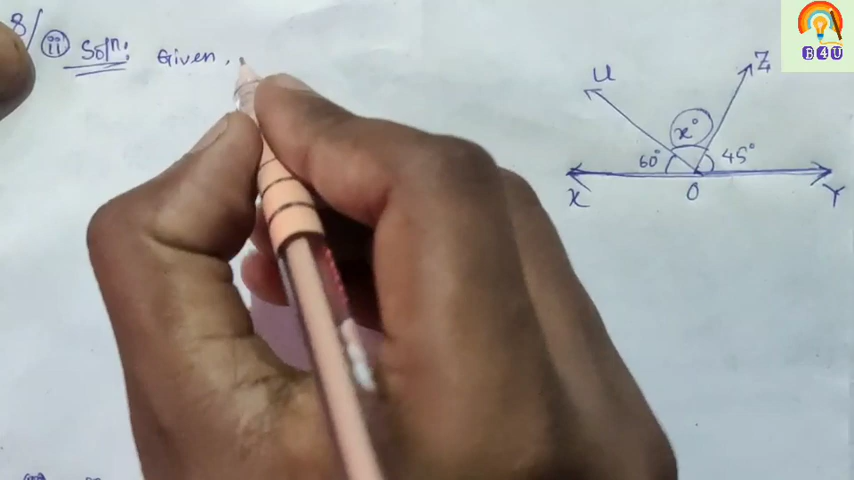 8/ ii Solⁿ: Given,
U
Z
x°
60° 45°
X O Y
B4U